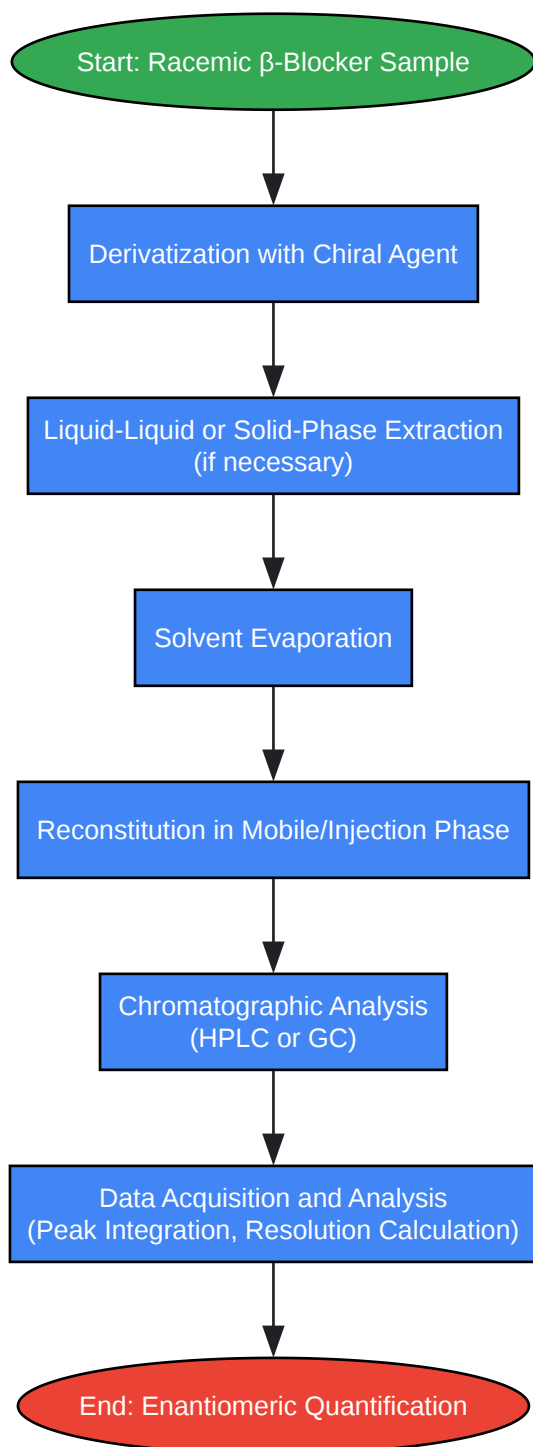 Start: Racemic β-Blocker Sample
Derivatization with Chiral Agent
Liquid-Liquid or Solid-Phase Extraction
(if necessary)
Solvent Evaporation
Reconstitution in Mobile/Injection Phase
Chromatographic Analysis
(HPLC or GC)
Data Acquisition and Analysis
(Peak Integration, Resolution Calculation)
End: Enantiomeric Quantification